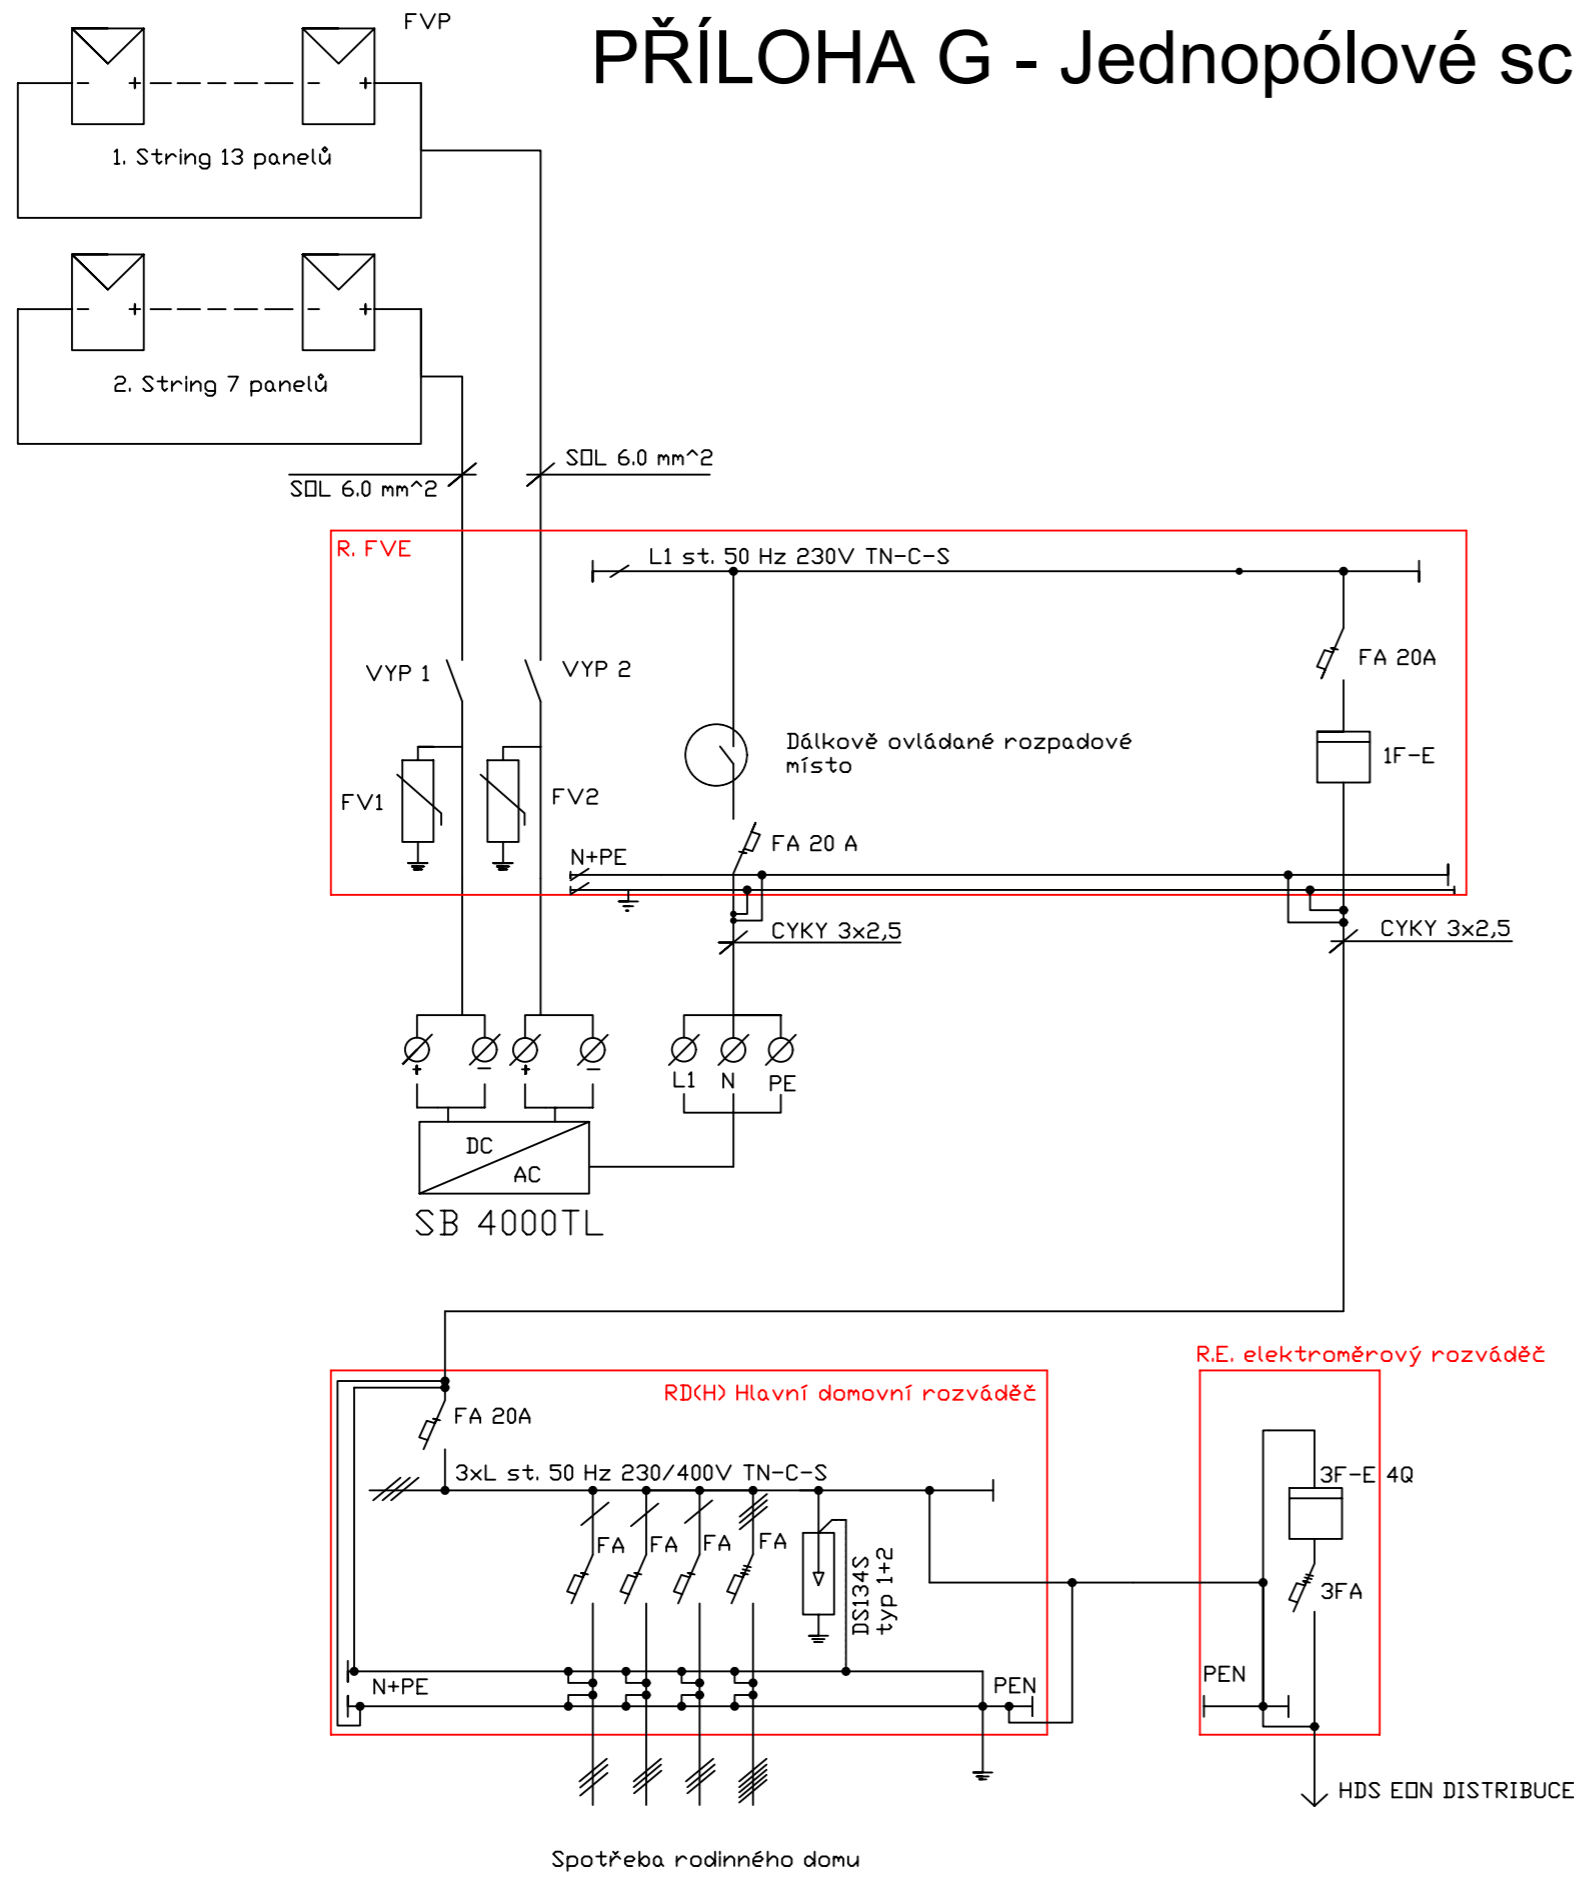 FVP
PŘÍLOHA G - Jednopólové sc
- + - +
1. String 13 panelů
- + - +
2. String 7 panelů
SOL 6.0 mm^2
SOL 6.0 mm^2
R. FVE
L1 st. 50 Hz 230V TN-C-S
VYP 1
VYP 2
FA 20A
Dálkově ovládané rozpadové
místo
1F-E
FV1
FV2
FA 20 A
N+PE
CYKY 3x2,5
CYKY 3x2,5
+ - + -
L1 N PE
DC
AC
SB 4000TL
R.E. elektroměrový rozváděč
RD(H) Hlavní domovní rozváděč
FA 20A
3xL st. 50 Hz 230/400V TN-C-S
3F-E 4Q
FA FA FA FA
DS134S
typ 1+2
3FA
N+PE
PEN
PEN
HDS EON DISTRIBUCE
Spotřeba rodinného domu